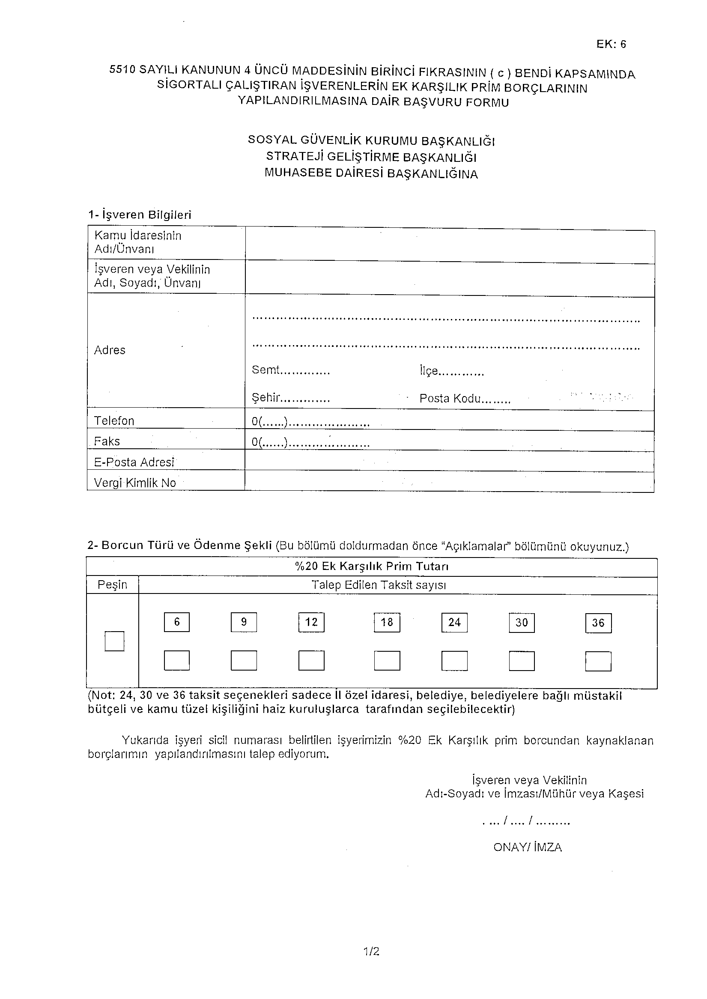 EK: 6
5510 SAYILI KANUNUN 4 ÜNCÜ MADDESİNİN BİRİNCİ FIKRASININ ( c ) BENDİ KAPSAMINDA
SİGORTALI ÇALIŞTIRAN İŞVERENLERİN EK KARŞILIK PRİM BORÇLARININ
YAPILANDIRILMASINA DAİR BAŞVURU FORMU
SOSYAL GÜVENLİK KURUMU BAŞKANLIĞI
STRATEJİ GELİŞTİRME BAŞKANLIĞI
MUHASEBE DAİRESİ BAŞKANLIĞINA
1- İşveren Bilgileri
Kamu İdaresinin
Adı/Ünvanı
İşveren veya Vekilinin
Adı, Soyadı, Ünvanı
Adres
Semt............. İlçe............
Şehir............. Posta Kodu........
Telefon 0(......).....................
Faks 0(......).....................
E-Posta Adresi
Vergi Kimlik No
2- Borcun Türü ve Ödenme Şekli (Bu bölümü doldurmadan önce “Açıklamalar” bölümünü okuyunuz.)
%20 Ek Karşılık Prim Tutarı
Peşin Talep Edilen Taksit sayısı
6 9 12 18 24 30 36
(Not: 24, 30 ve 36 taksit seçenekleri sadece İl özel idaresi, belediye, belediyelere bağlı müstakil
bütçeli ve kamu tüzel kişiliğini haiz kuruluşlarca tarafından seçilebilecektir)
Yukarıda işyeri sicil numarası belirtilen işyerimizin %20 Ek Karşılık prim borcundan kaynaklanan
borçlarımın yapılandırılmasını talep ediyorum.
İşveren veya Vekilinin
Adı-Soyadı ve İmzası/Mühür veya Kaşesi
. ... / .... / .........
ONAY/ İMZA
1/2